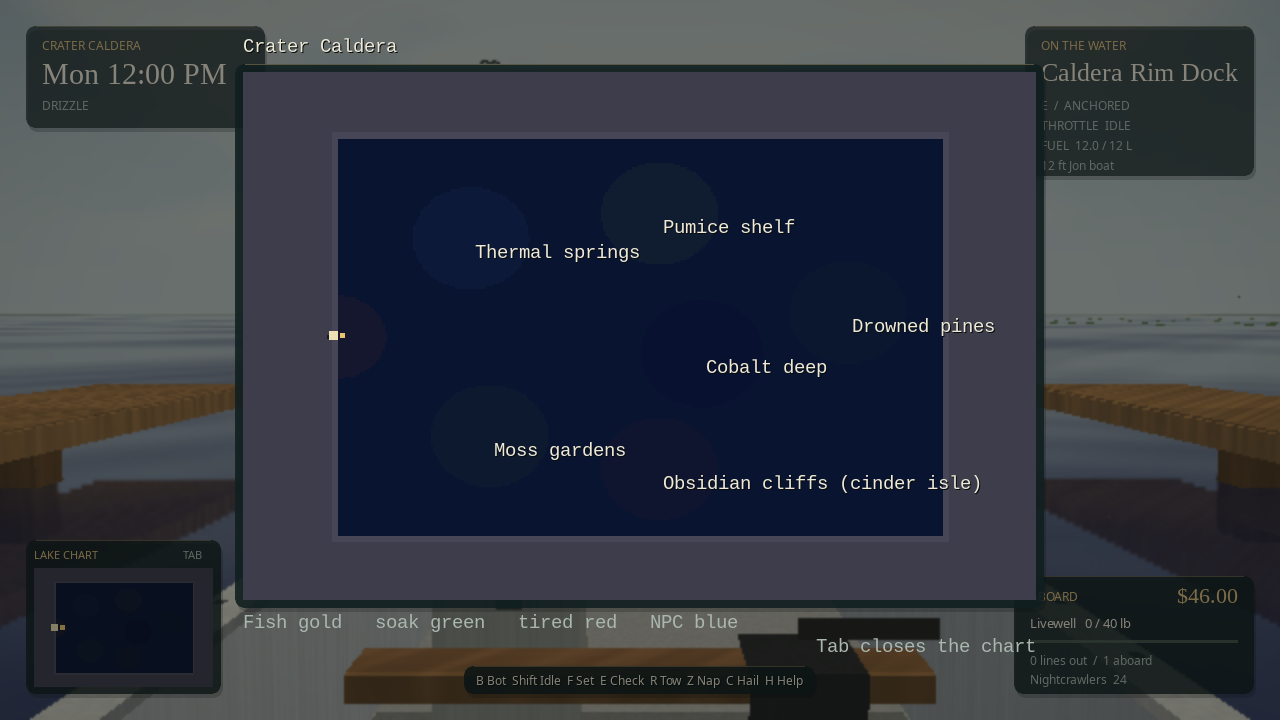 CRATER CALDERA
Mon 12:00 PM
DRIZZLE
Crater Caldera
ON THE WATER
Caldera Rim Dock
E / ANCHORED
THROTTLE IDLE
FUEL 12.0 / 12 L
12 ft Jon boat
Pumice shelf
Thermal springs
Drowned pines
Cobalt deep
Moss gardens
Obsidian cliffs (cinder isle)
LAKE CHART TAB
Fish gold soak green tired red NPC blue
Tab closes the chart
$46.00
Livewell 0 / 40 lb
0 lines out / 1 aboard
Nightcrawlers 24
B Bot Shift Idle F Set E Check R Tow Z Nap C Hail H Help